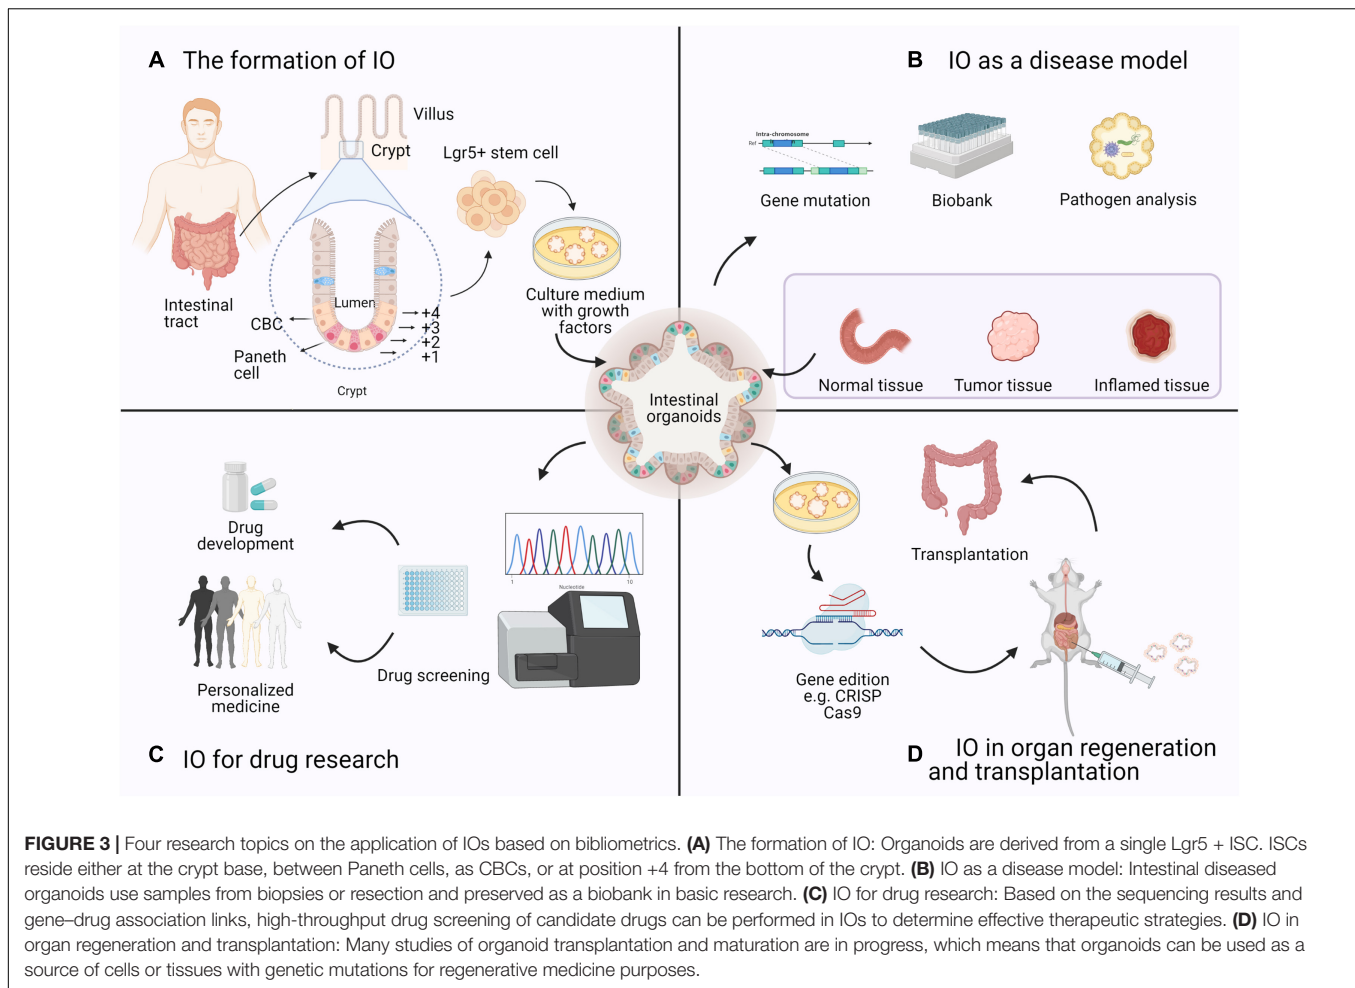 A The formation of IO
Villus
Crypt
Lgr5+ stem cell
Intestinal
tract
Lumen
CBC
Paneth
cell
+4
+3
+2
+1
Crypt
Culture medium
with growth
factors
B IO as a disease model
Intra-chromosome
Ref
Gene mutation
Biobank
Pathogen analysis
Normal tissue
Tumor tissue
Inflamed tissue
Intestinal
organoids
Drug
development
Personalized
medicine
Drug screening
1
10
Nucleotide
C IO for drug research
Transplantation
Gene edition
e.g. CRISP
Cas9
D IO in organ regeneration
and transplantation
FIGURE 3 | Four research topics on the application of IOs based on bibliometrics. (A) The formation of IO: Organoids are derived from a single Lgr5 + ISC. ISCs
reside either at the crypt base, between Paneth cells, as CBCs, or at position +4 from the bottom of the crypt. (B) IO as a disease model: Intestinal diseased
organoids use samples from biopsies or resection and preserved as a biobank in basic research. (C) IO for drug research: Based on the sequencing results and
gene–drug association links, high-throughput drug screening of candidate drugs can be performed in IOs to determine effective therapeutic strategies. (D) IO in
organ regeneration and transplantation: Many studies of organoid transplantation and maturation are in progress, which means that organoids can be used as a
source of cells or tissues with genetic mutations for regenerative medicine purposes.